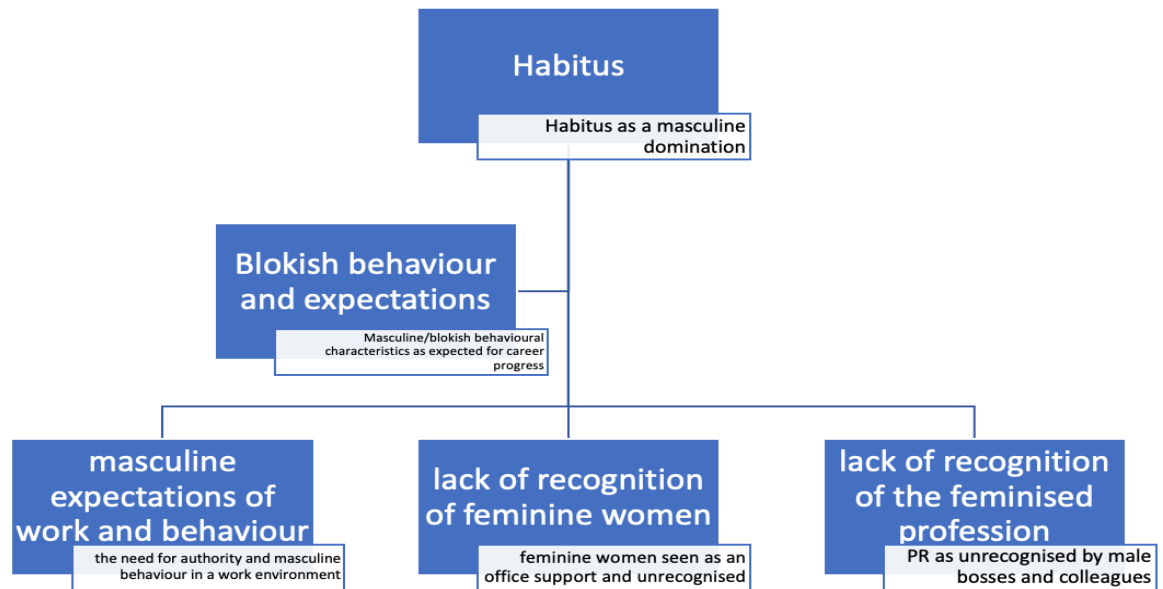 Habitus
Habitus as a masculine
domination
Blokish behaviour
and expectations
Masculine/blokish behavioural
characteristics as expected for career
progress
masculine
expectations of
work and behaviour
the need for authority and masculine
behaviour in a work environment
lack of recognition
of feminine women
feminine women seen as an
office support and unrecognised
lack of recognition
of the feminised
profession
PR as unrecognised by male
bosses and colleagues